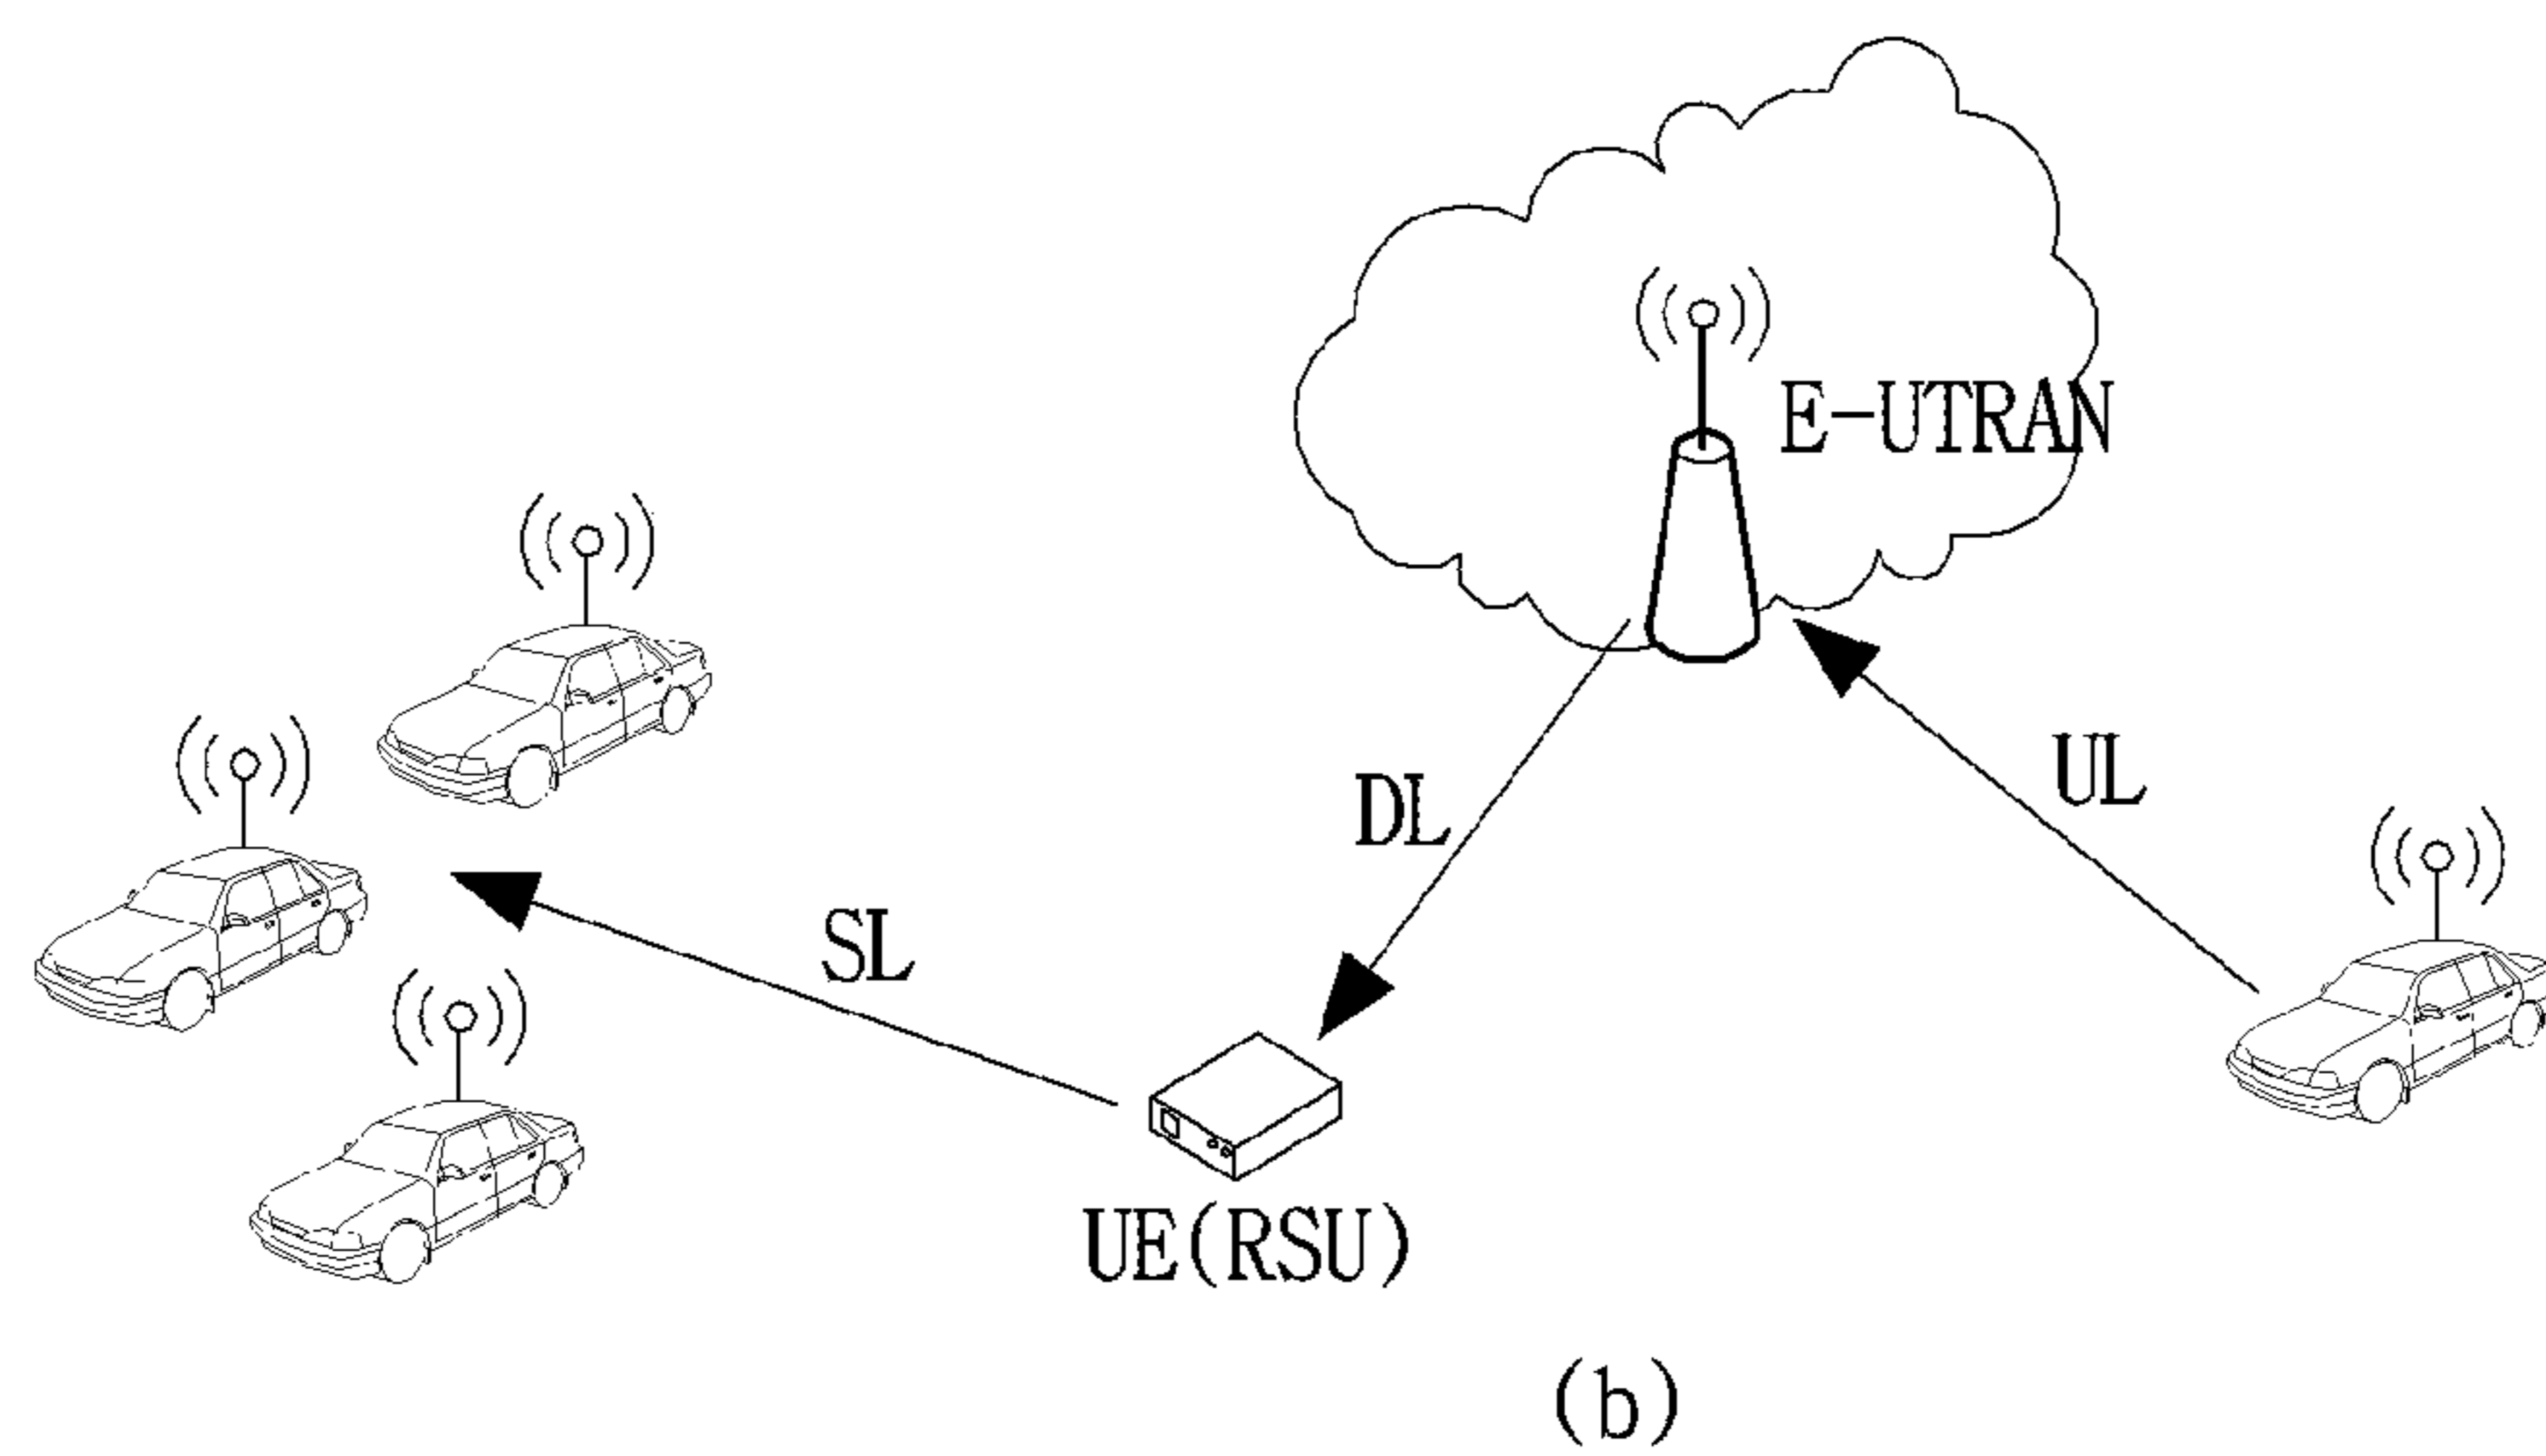 E-UTRAN
UL
DL
SL
UE(RSU)
(b)